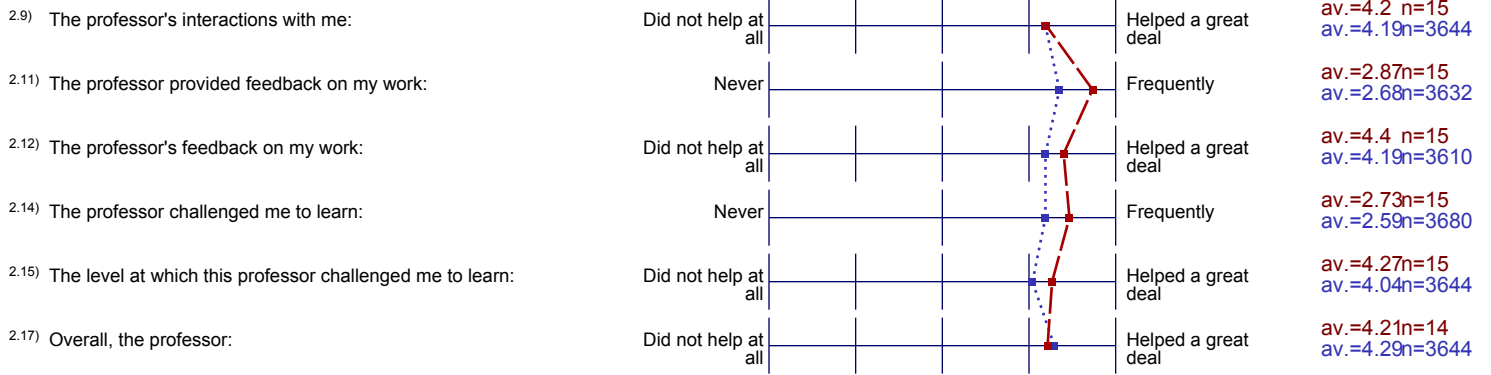 2.9) The professor's interactions with me: Did not help at all Helped a great deal av.=4.2 n=15
av.=4.19n=3644
2.11) The professor provided feedback on my work: Never Frequently av.=2.87n=15
av.=2.68n=3632
2.12) The professor's feedback on my work: Did not help at all Helped a great deal av.=4.4 n=15
av.=4.19n=3610
2.14) The professor challenged me to learn: Never Frequently av.=2.73n=15
av.=2.59n=3680
2.15) The level at which this professor challenged me to learn: Did not help at all Helped a great deal av.=4.27n=15
av.=4.04n=3644
2.17) Overall, the professor: Did not help at all Helped a great deal av.=4.21n=14
av.=4.29n=3644